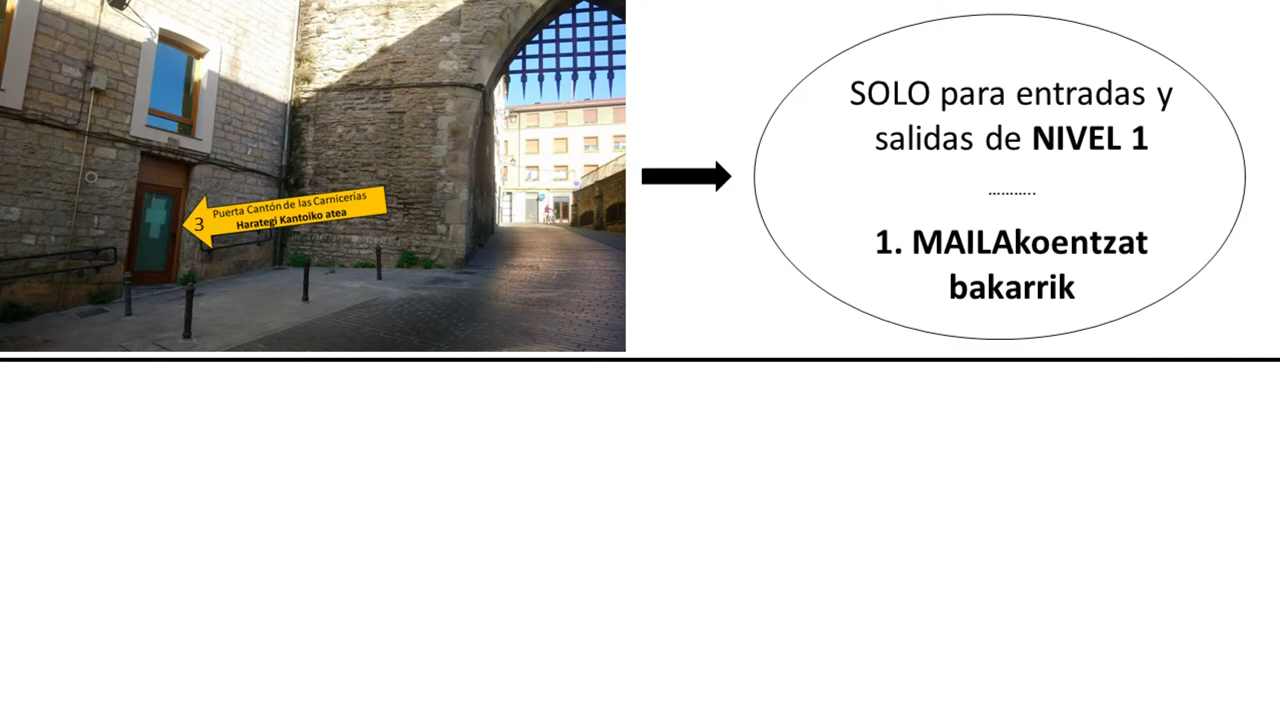 3
Puerta Cantón de las Carnicerías
Harategi Kantoiko atea
SOLO para entradas y
salidas de NIVEL 1
………..
1. MAILAkoentzat
bakarrik